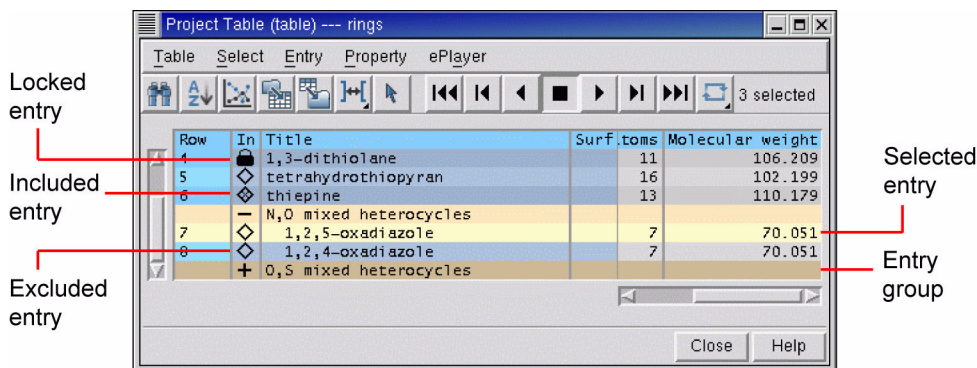 Project Table (table) --- rings
Table Select Entry Property ePlayer
3 selected
Row In Title Surf .toms Molecular weight
4 1,3-dithiolane 11 106.209
5 tetrahydrothiopyran 16 102.199
6 thiepine 13 110.179
− N,O mixed heterocycles
7 1,2,5-oxadiazole 7 70.051
8 1,2,4-oxadiazole 7 70.051
+ O,S mixed heterocycles
Close Help
Locked
entry
Included
entry
Excluded
entry
Selected
entry
Entry
group